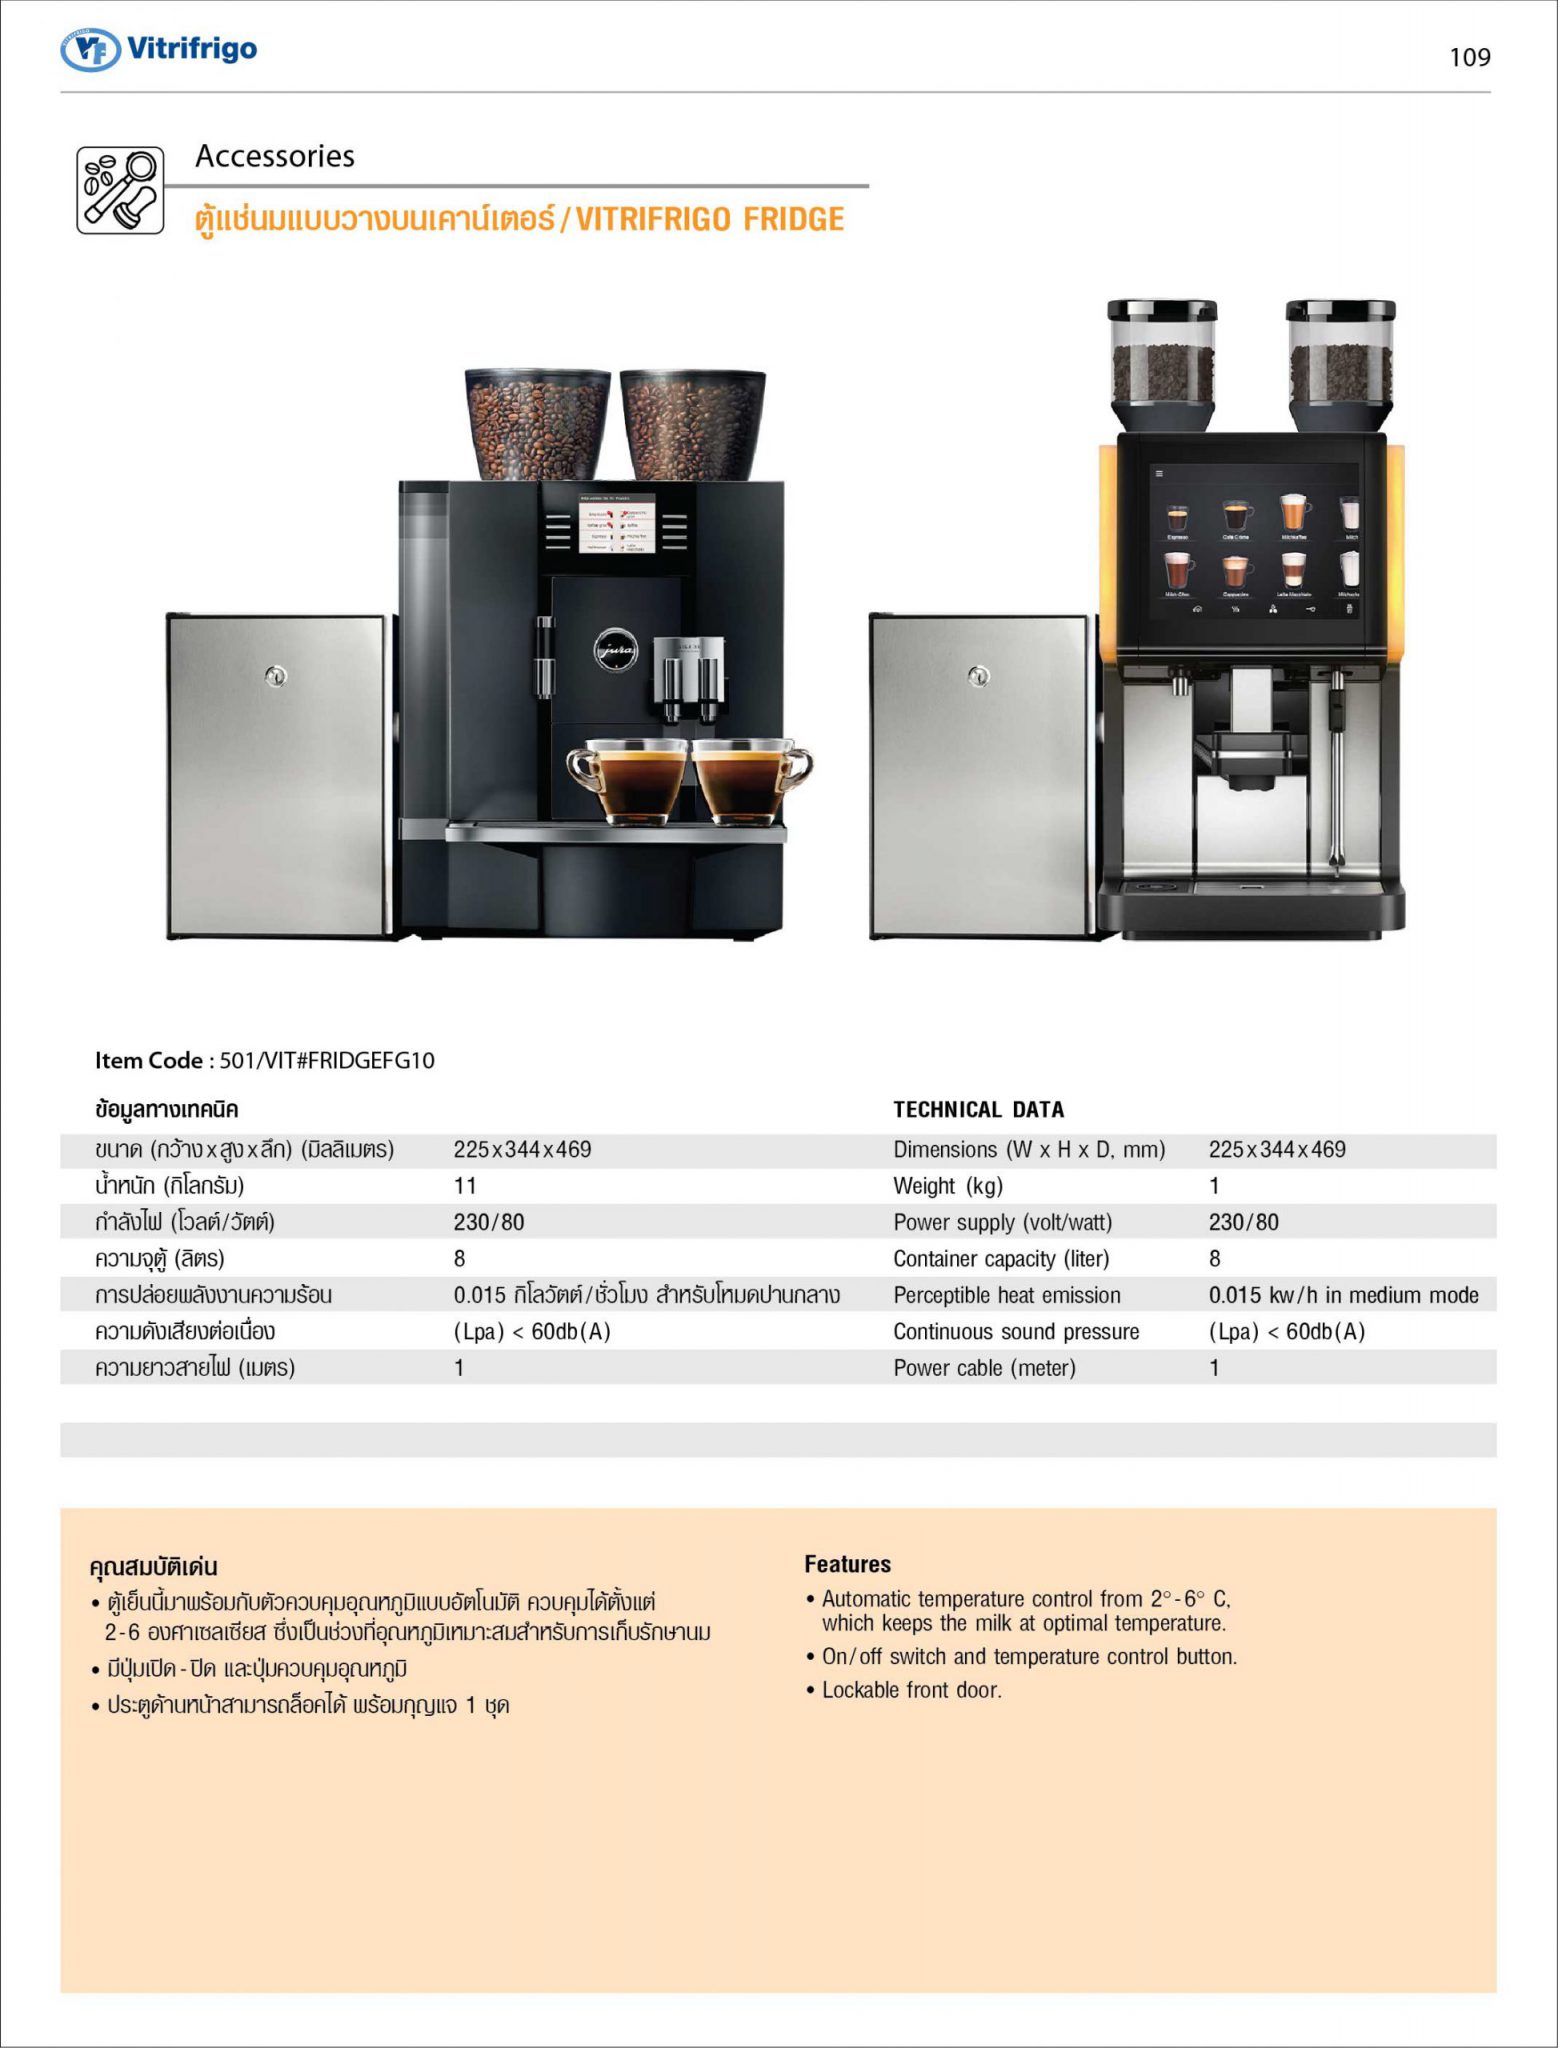 Vitrifrigo
109
Accessories
ตู้แช่นมแบบวางบนเคาน์เตอร์/VITRIFRIGO FRIDGE
Espresso
Café Crème
Milchkaffee
Milch
Cappuccino
Latte Macchiato
jura
Item Code : 501/VIT#FRIDGEFG10
ข้อมูลทางเทคนิค
ขนาด (กว้างxสูงxลึก) (มิลลิเมตร) 225x344x469
น้ำหนัก (กิโลกรัม) 11
กำลังไฟ (โวลต์/วัตต์) 230/80
ความจุตู้ (ลิตร) 8
การปล่อยพลังงานความร้อน 0.015 กิโลวัตต์/ชั่วโมง สำหรับโหมดปานกลาง
ความดังเสียงต่อเนื่อง (Lpa) < 60db(A)
ความยาวสายไฟ (เมตร) 1
TECHNICAL DATA
Dimensions (W x H x D, mm) 225x344x469
Weight (kg) 1
Power supply (volt/watt) 230/80
Container capacity (liter) 8
Perceptible heat emission 0.015 kw/h in medium mode
Continuous sound pressure (Lpa) < 60db(A)
Power cable (meter) 1
คุณสมบัติเด่น
• ตู้เย็นนี้มาพร้อมกับตัวควบคุมอุณหภูมิแบบอัตโนมัติ ควบคุมได้ตั้งแต่
2-6 องศาเซลเซียส ซึ่งเป็นช่วงที่อุณหภูมิเหมาะสมสำหรับการเก็บรักษานม
• มีปุ่มเปิด-ปิด และปุ่มควบคุมอุณหภูมิ
• ประตูด้านหน้าสามารถล็อคได้ พร้อมกุญแจ 1 ชุด
Features
• Automatic temperature control from 2°-6° C,
which keeps the milk at optimal temperature.
• On/off switch and temperature control button.
• Lockable front door.